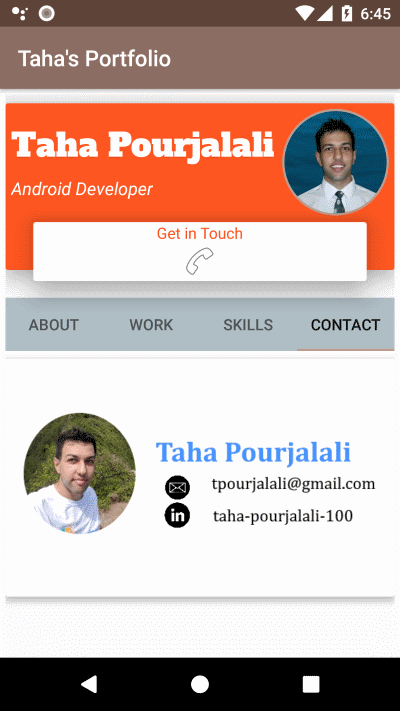 6:45
Taha's Portfolio
Taha Pourjalali
Android Developer
Get in Touch
ABOUT WORK SKILLS CONTACT
Taha Pourjalali
tpourjalali@gmail.com
in taha-pourjalali-100